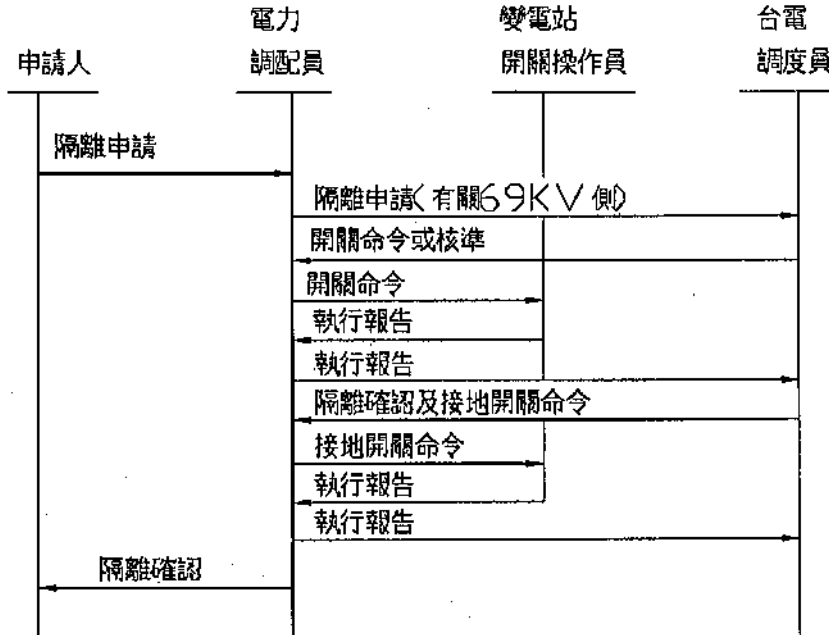 電力
變電站
台電
申請人
調配員
開關操作員
調度員
隔離申請
隔離申請(有關69KV側)
開關命令或核準
開關命令
執行報告
執行報告
隔離確認及接地開關命令
接地開關命令
執行報告
執行報告
隔離確認